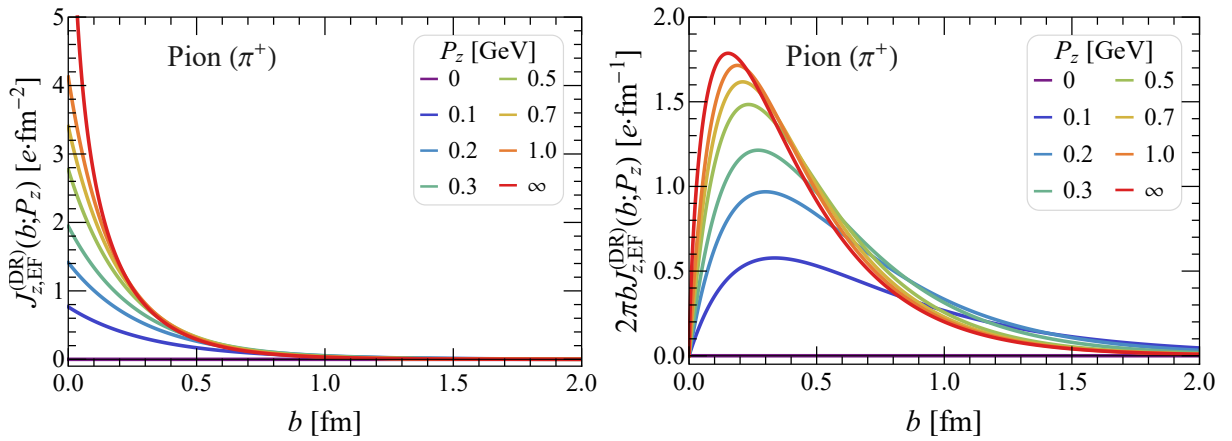 Pion (π⁺)
P_z [GeV]
0 0.5
0.1 0.7
0.2 1.0
0.3 ∞
5
4
3
2
1
0
0.0 0.5 1.0 1.5 2.0
b [fm]
J_{z,EF}^{(DR)}(b;P_z) [e·fm⁻²]
Pion (π⁺)
P_z [GeV]
0 0.5
0.1 0.7
0.2 1.0
0.3 ∞
2.0
1.5
1.0
0.5
0.0
0.0 0.5 1.0 1.5 2.0
b [fm]
2πbJ_{z,EF}^{(DR)}(b;P_z) [e·fm⁻¹]